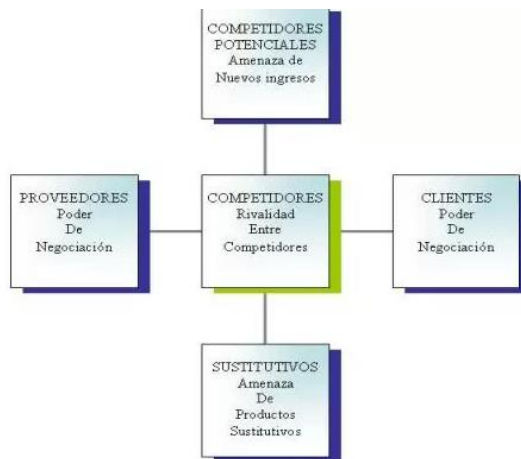 COMPETIDORES
POTENCIALES
Amenaza de
Nuevos ingresos
PROVEEDORES
Poder
De
Negociación
COMPETIDORES
Rivalidad
Entre
Competidores
CLIENTES
Poder
De
Negociación
SUSTITUTIVOS
Amenaza
De
Productos
Sustitutivos